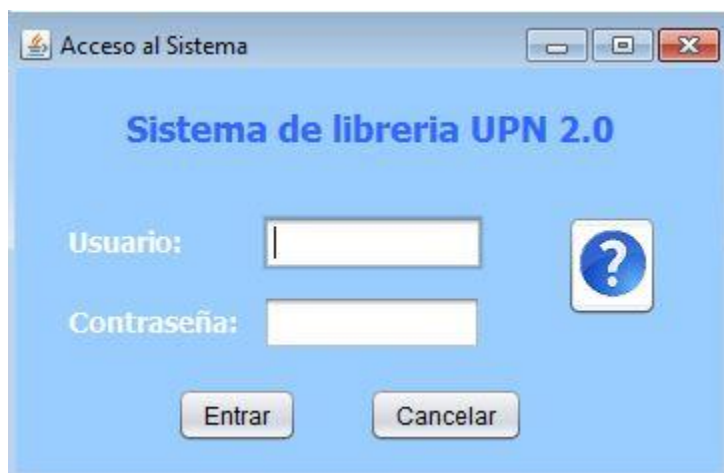 Acceso al Sistema
Sistema de libreria UPN 2.0
Usuario:
?
Contraseña:
Entrar Cancelar